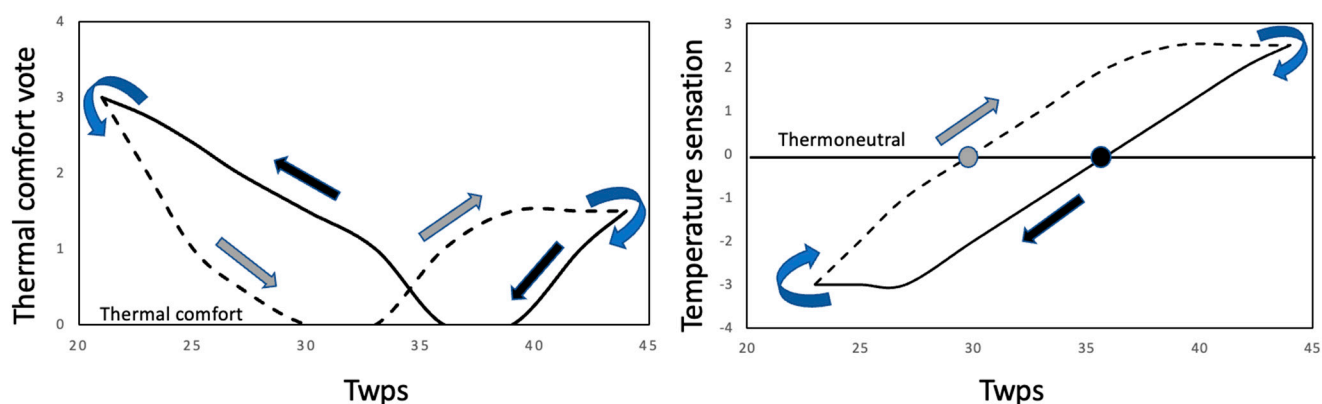 Thermal comfort vote
4
3
2
1
0
Thermal comfort
20 25 30 35 40 45
Twps
Temperature sensation
3
2
1
0
-1
-2
-3
-4
Thermoneutral
20 25 30 35 40 45
Twps